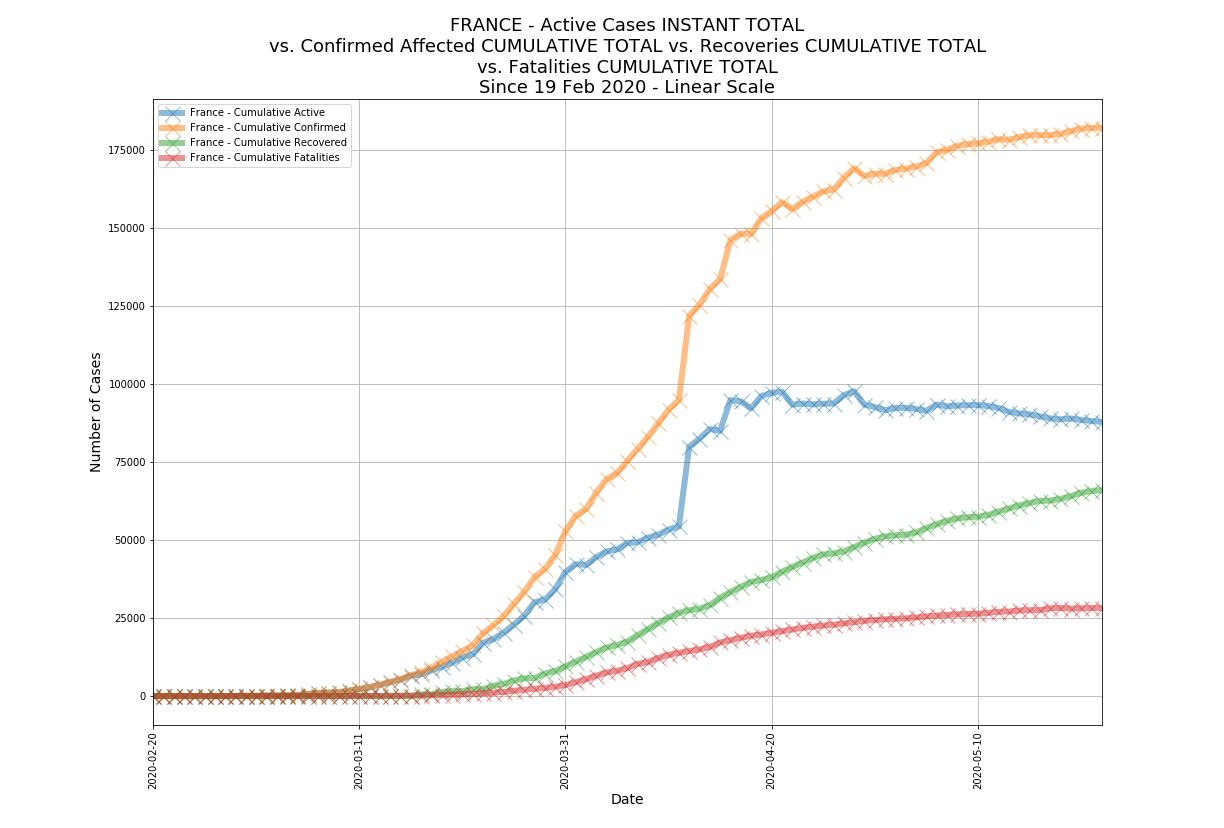 FRANCE - Active Cases INSTANT TOTAL
vs. Confirmed Affected CUMULATIVE TOTAL vs. Recoveries CUMULATIVE TOTAL
vs. Fatalities CUMULATIVE TOTAL
Since 19 Feb 2020 - Linear Scale
France - Cumulative Active
France - Cumulative Confirmed
France - Cumulative Recovered
France - Cumulative Fatalities
175000
150000
125000
100000
75000
50000
25000
0
Number of Cases
2020-02-20
2020-03-11
2020-03-31
2020-04-20
2020-05-10
Date